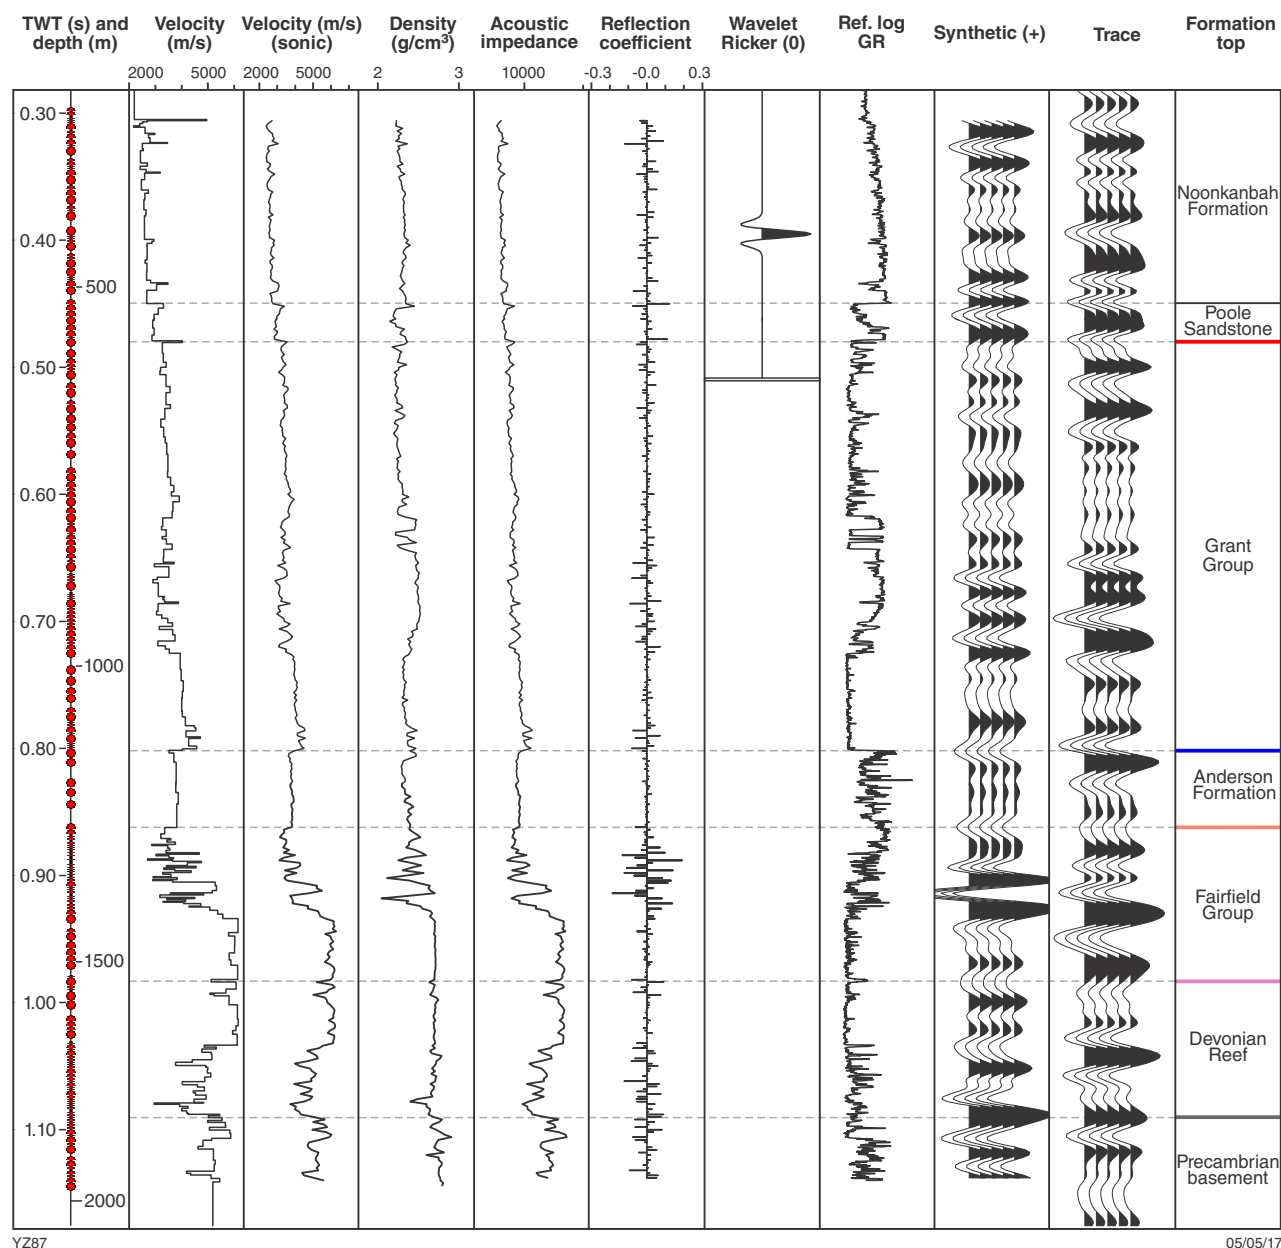 TWT (s) and
depth (m)
Velocity
(m/s)
Velocity (m/s)
(sonic)
Density
(g/cm³)
Acoustic
impedance
Reflection
coefficient
Wavelet
Ricker (0)
Ref. log
GR
Synthetic (+)
Trace
Formation
top
2000 5000
2000 5000
2 3
10000
-0.3 -0.0 0.3
0.30
0.40
500
0.50
0.60
0.70
1000
0.80
0.90
1500
1.00
1.10
2000
Noonkanbah
Formation
Poole
Sandstone
Grant
Group
Anderson
Formation
Fairfield
Group
Devonian
Reef
Precambrian
basement
YZ87
05/05/17